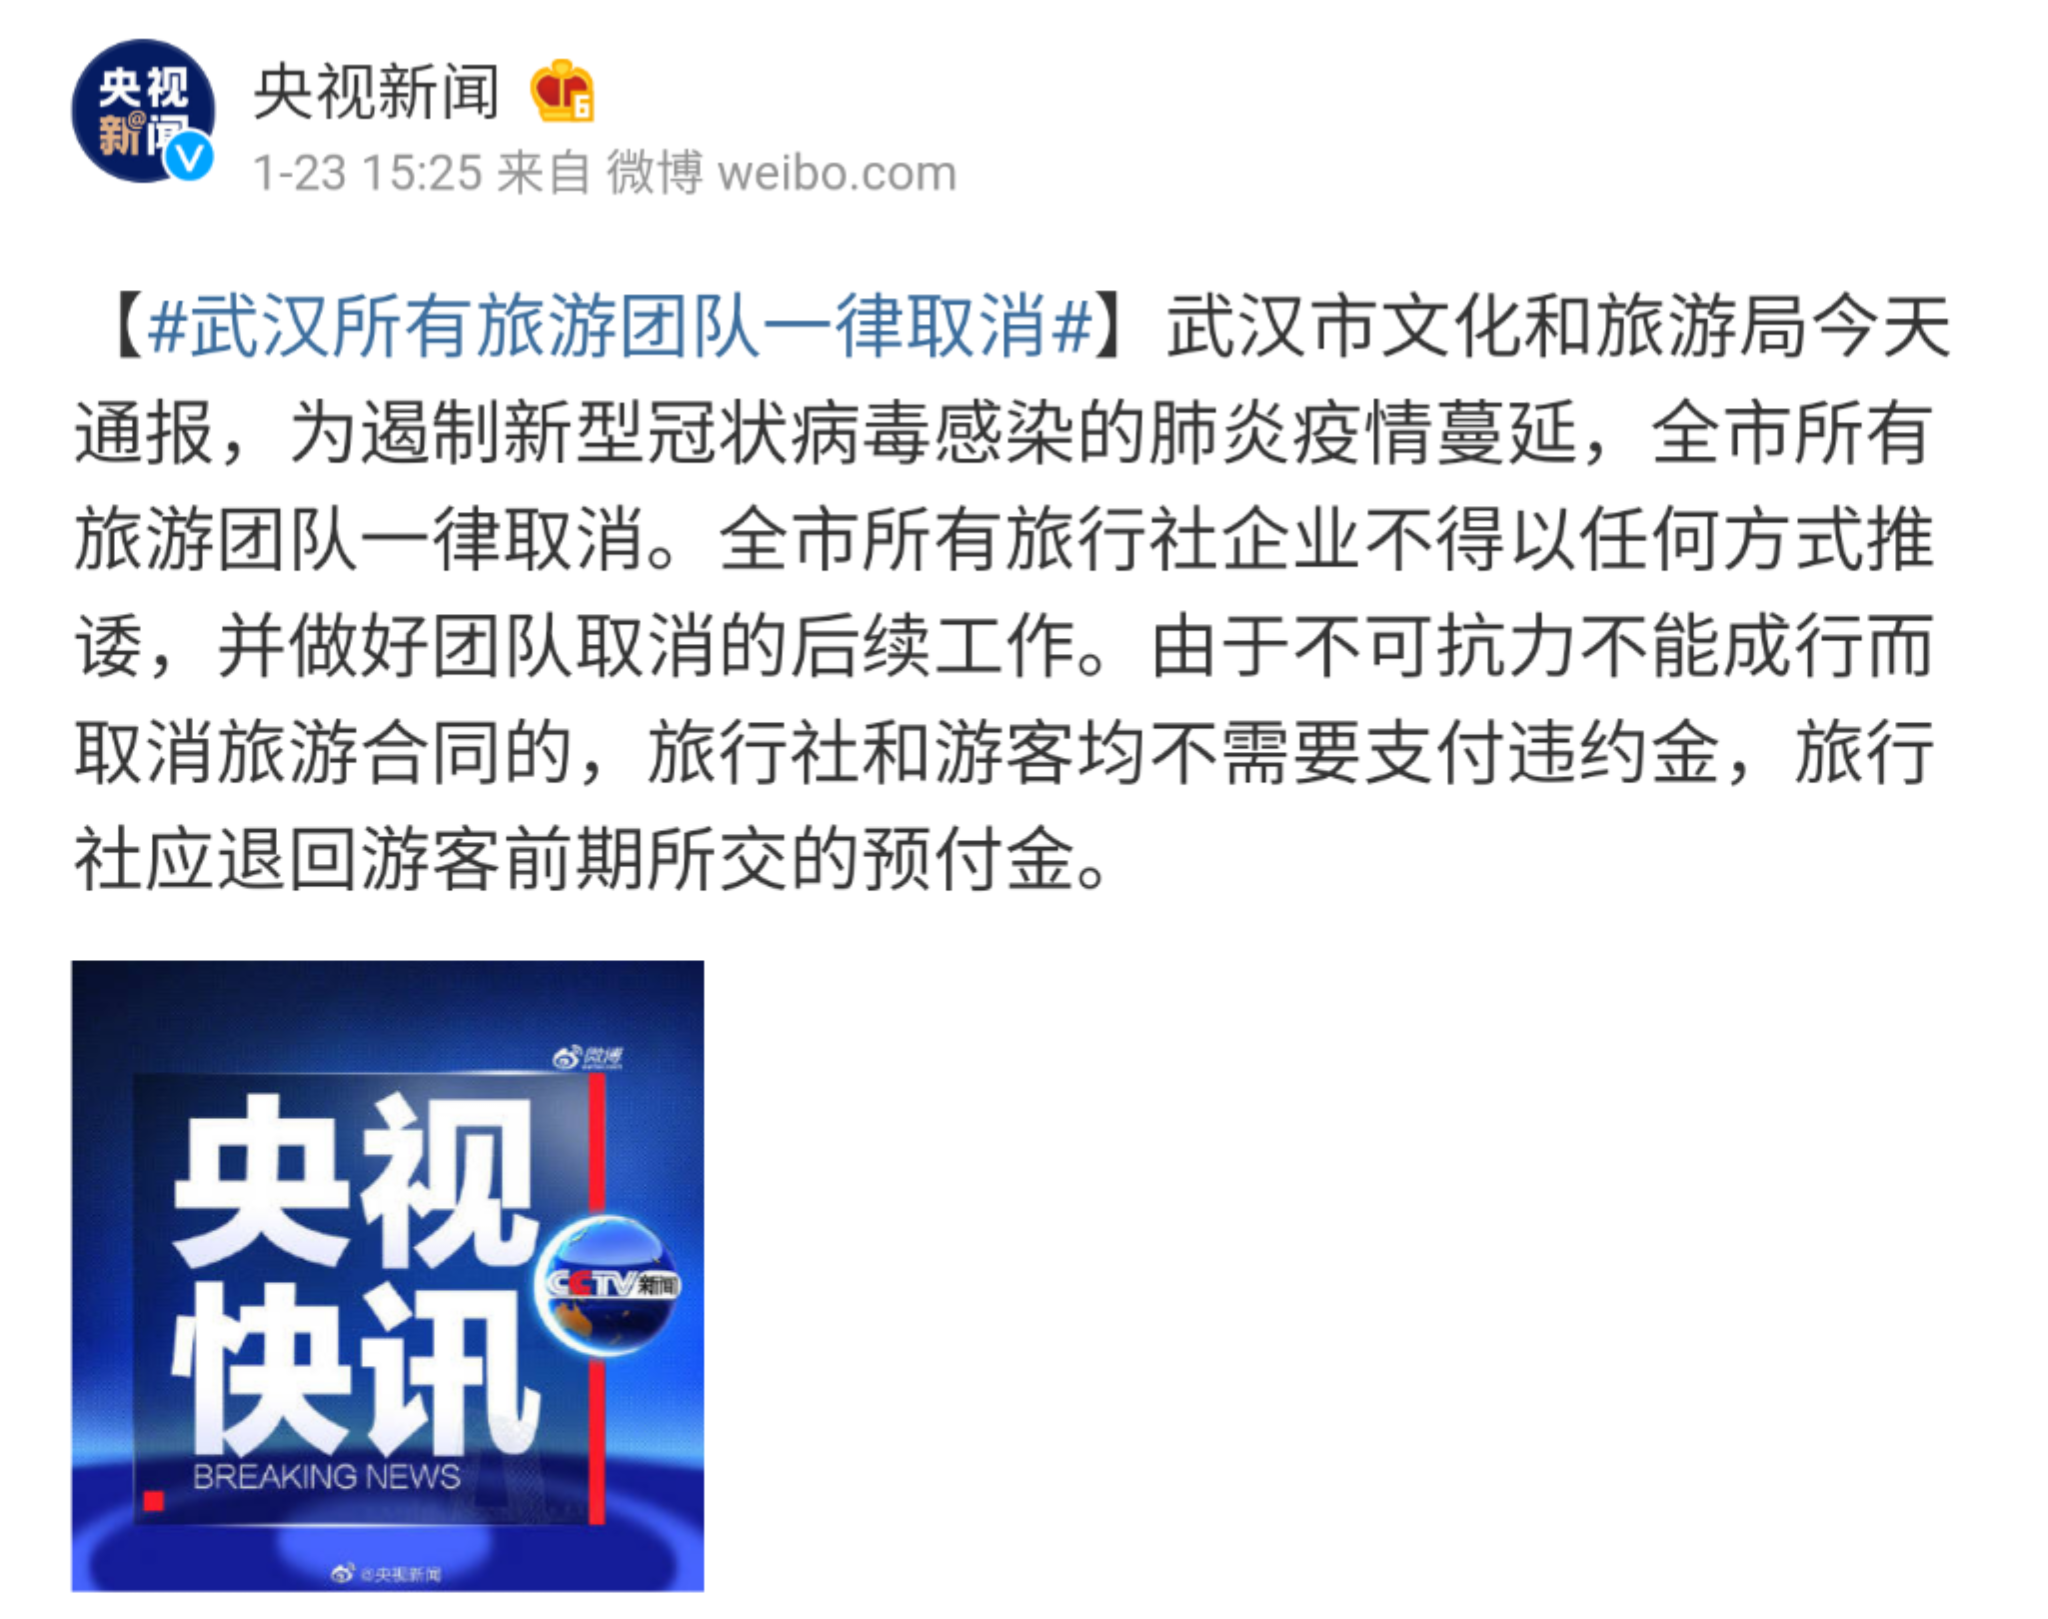 央视
新@闻
央视新闻
1-23 15:25 来自 微博 weibo.com
【#武汉所有旅游团队一律取消#】武汉市文化和旅游局今天
通报，为遏制新型冠状病毒感染的肺炎疫情蔓延，全市所有
旅游团队一律取消。全市所有旅行社企业不得以任何方式推
诿，并做好团队取消的后续工作。由于不可抗力不能成行而
取消旅游合同的，旅行社和游客均不需要支付违约金，旅行
社应退回游客前期所交的预付金。
微博
央视
CCTV新闻
快讯
BREAKING NEWS
@央视新闻